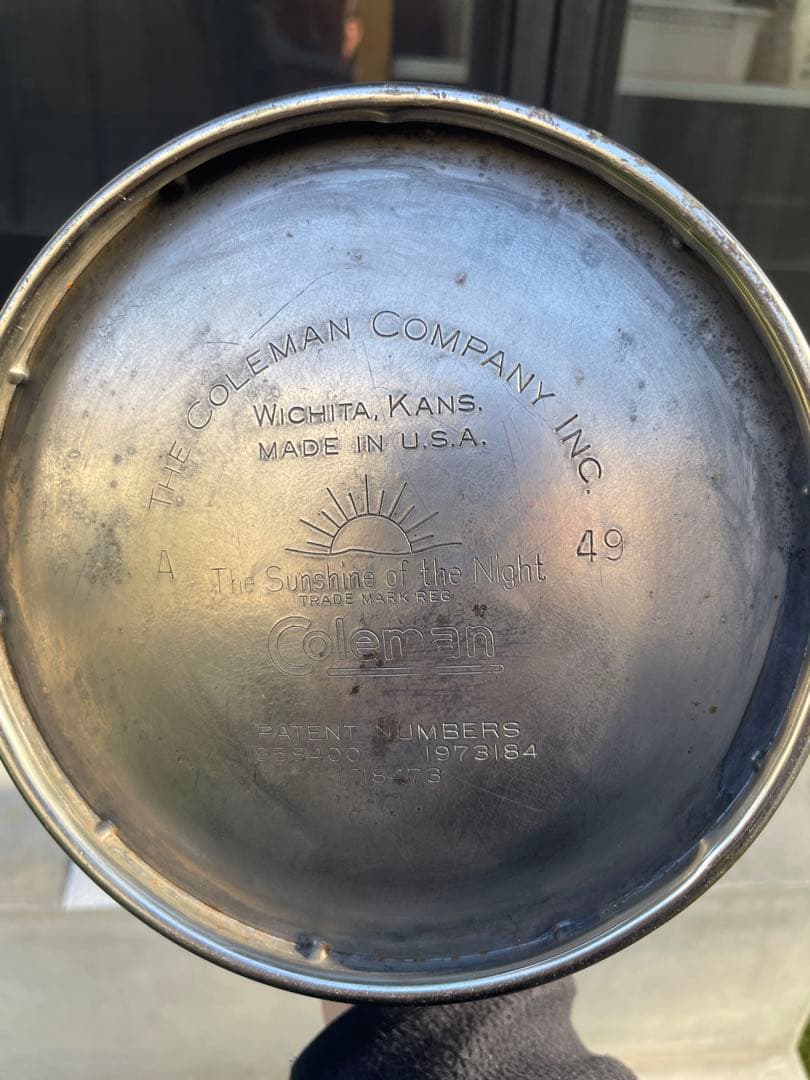 THE COLEMAN COMPANY INC.
WICHITA, KANS.
MADE IN U.S.A.
A 49
The Sunshine of the Night
TRADE MARK REG
Coleman
PATENT NUMBERS
1973184
1718473